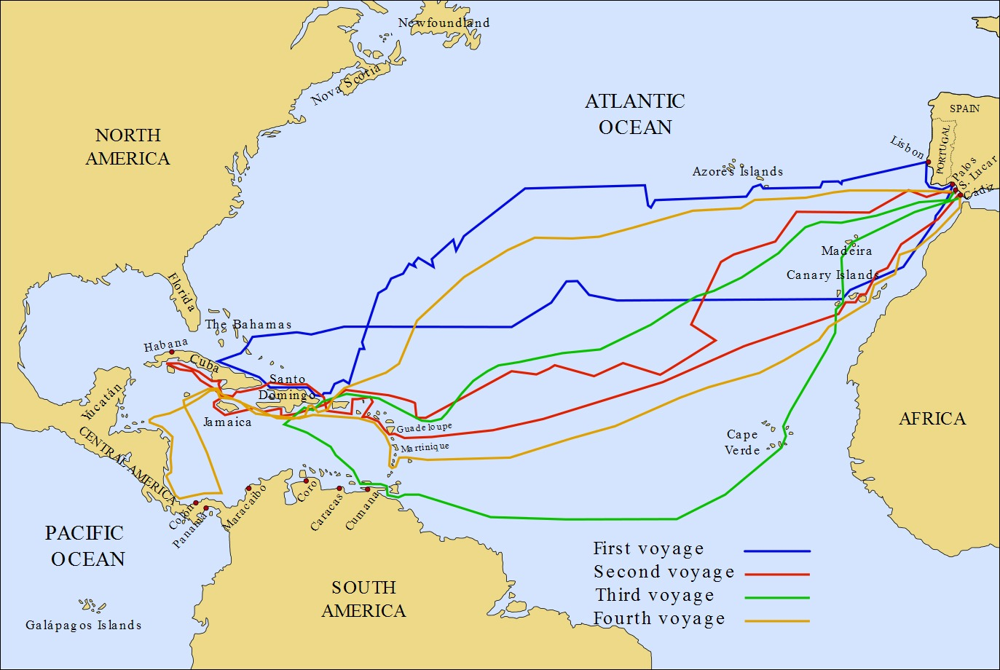 Newfoundland
Nova Scotia
ATLANTIC
OCEAN
SPAIN
PORTUGAL
NORTH
AMERICA
Lisbon
Palos
S. Lucar
Cadiz
Azores Islands
Madeira
Canary Islands
Florida
The Bahamas
Habana
Cuba
Santo
Domingo
Yucatán
Jamaica
Guadeloupe
Martinique
CENTRAL AMERICA
Cape
Verde
AFRICA
Colón
Panamá
Maracaibo
Coro
Caracas
Cumana
PACIFIC
OCEAN
SOUTH
AMERICA
Galápagos Islands
First voyage
Second voyage
Third voyage
Fourth voyage